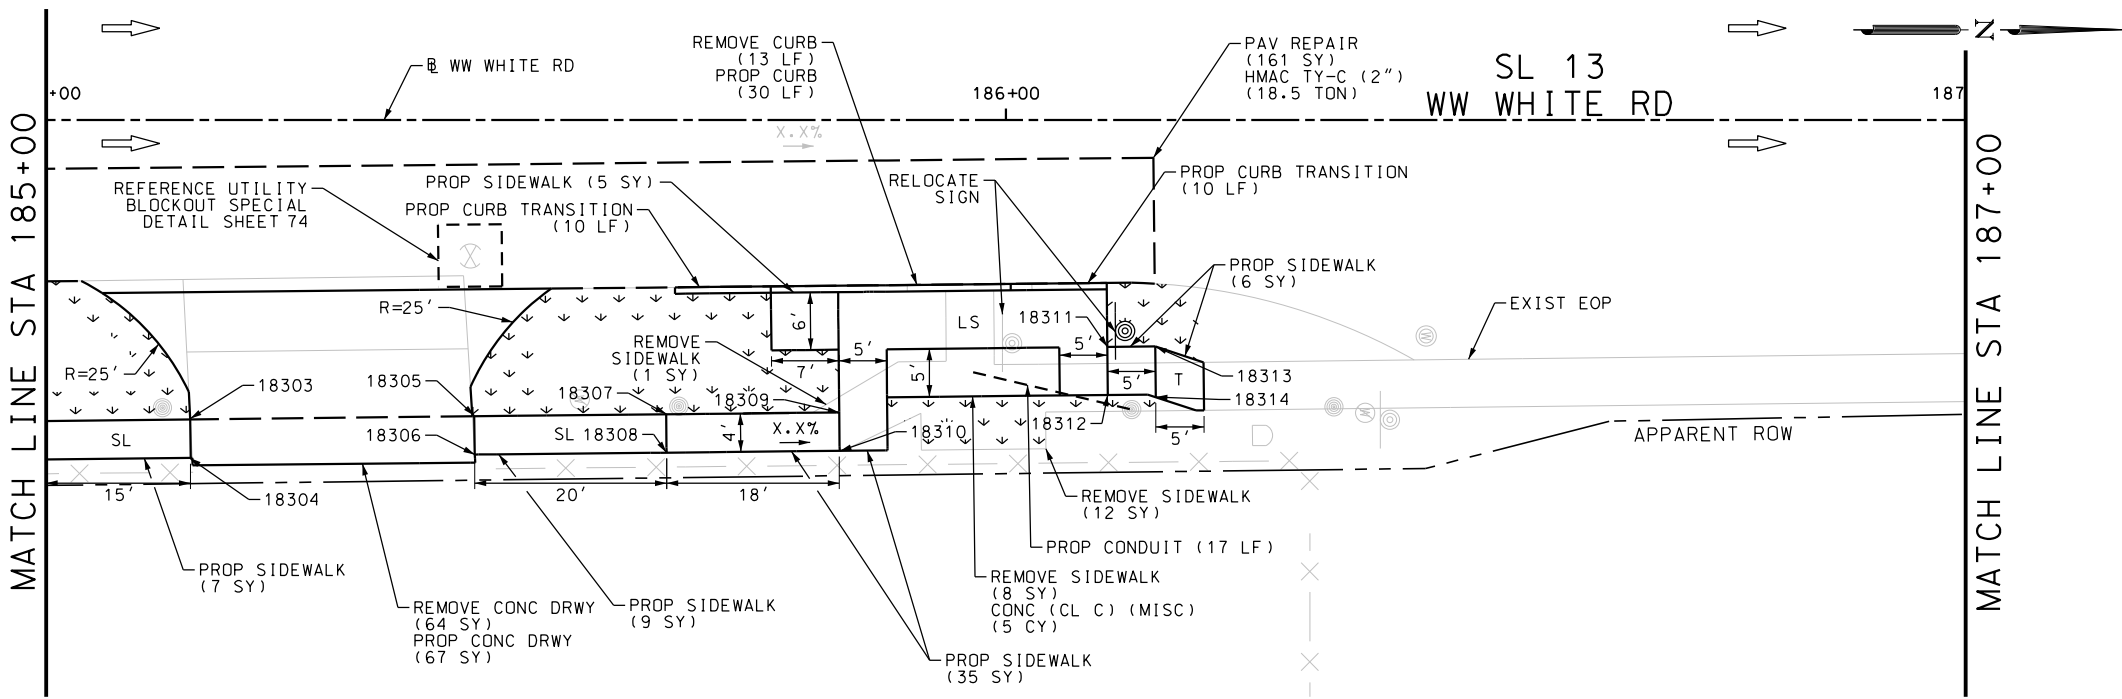 MATCH LINE STA 185+00
+00
℄ WW WHITE RD
REMOVE CURB
(13 LF)
PROP CURB
(30 LF)
186+00
PAV REPAIR
(161 SY)
HMAC TY-C (2")
(18.5 TON)
SL 13
WW WHITE RD
N
187
MATCH LINE STA 187+00
X.X%
REFERENCE UTILITY
BLOCKOUT SPECIAL
DETAIL SHEET 74
PROP SIDEWALK (5 SY)
PROP CURB TRANSITION
(10 LF)
RELOCATE
SIGN
PROP CURB TRANSITION
(10 LF)
PROP SIDEWALK
(6 SY)
EXIST EOP
R=25'
R=25'
REMOVE
SIDEWALK
(1 SY)
6'
7'
5'
5'
5'
5'
5'
LS
T
18311
18303
18305
18307
18309
18313
18314
18306
SL 18308
4'
X.X%
18310
18312
SL
D
W
W
W
APPARENT ROW
15'
18304
20'
18'
REMOVE SIDEWALK
(12 SY)
PROP CONDUIT (17 LF)
PROP SIDEWALK
(7 SY)
REMOVE CONC DRWY
(64 SY)
PROP CONC DRWY
(67 SY)
PROP SIDEWALK
(9 SY)
REMOVE SIDEWALK
(8 SY)
CONC (CL C) (MISC)
(5 CY)
PROP SIDEWALK
(35 SY)